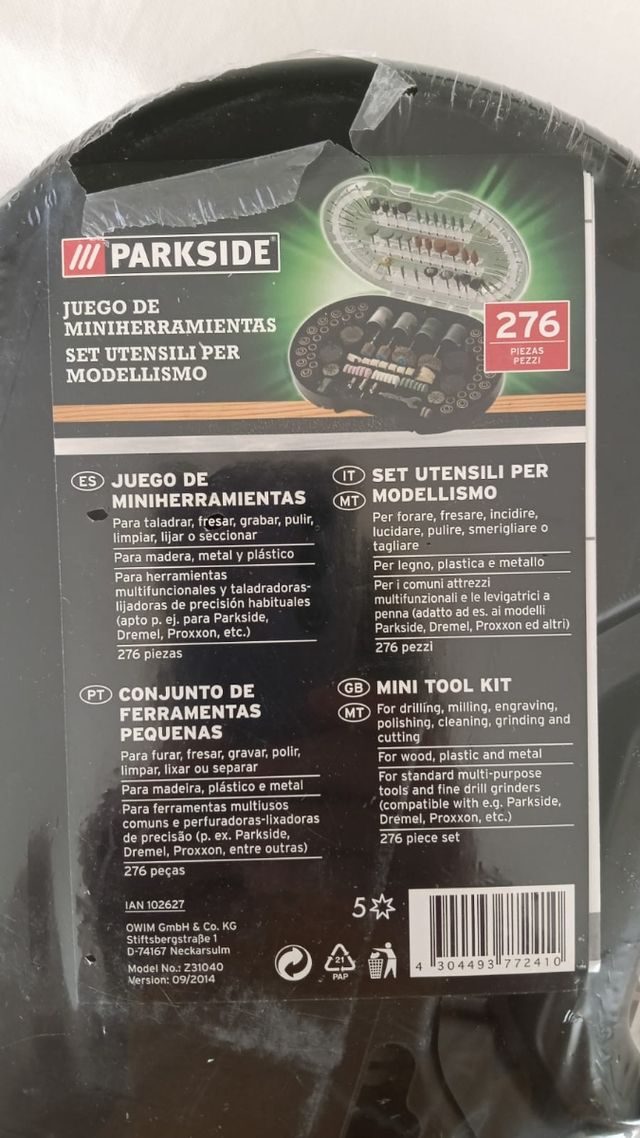 PARKSIDE®
JUEGO DE
MINIHERRAMIENTAS
SET UTENSILI PER
MODELLISMO
276
PIEZAS
PEZZI
ES JUEGO DE
MINIHERRAMIENTAS
Para taladrar, fresar, grabar, pulir,
limpiar, lijar o seccionar
Para madera, metal y plástico
Para herramientas
multifuncionales y taladradoras-
lijadoras de precisión habituales
(apto p. ej. para Parkside,
Dremel, Proxxon, etc.)
276 piezas
IT MT SET UTENSILI PER
MODELLISMO
Per forare, fresare, incidire,
lucidare, pulire, smerigliare o
tagliare
Per legno, plastica e metallo
Per i comuni attrezzi
multifunzionali e le levigatrici a
penna (adatto ad es. ai modelli
Parkside, Dremel, Proxxon ed altri)
276 pezzi
PT CONJUNTO DE
FERRAMENTAS
PEQUENAS
Para furar, fresar, gravar, polir,
limpar, lixar ou separar
Para madeira, plástico e metal
Para ferramentas multiusos
comuns e perfuradoras-lixadoras
de precisão (p. ex. Parkside,
Dremel, Proxxon, entre outras)
276 peças
GB MT MINI TOOL KIT
For drilling, milling, engraving,
polishing, cleaning, grinding and
cutting
For wood, plastic and metal
For standard multi-purpose
tools and fine drill grinders
(compatible with e.g. Parkside,
Dremel, Proxxon, etc.)
276 piece set
IAN 102627
OWIM GmbH & Co. KG
Stiftsbergstraße 1
D-74167 Neckarsulm
Model No.: Z31040
Version: 09/2014
5
21
PAP
4 304493 772410